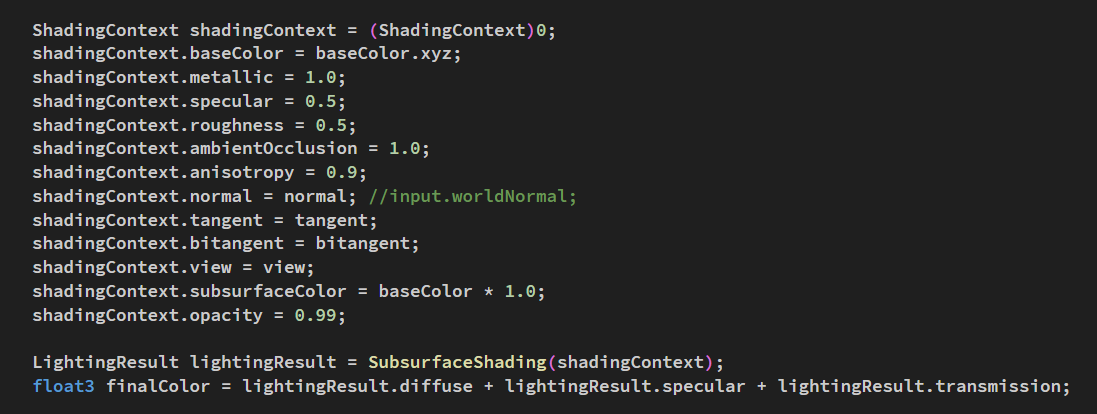 ShadingContext shadingContext = (ShadingContext)0;
shadingContext.baseColor = baseColor.xyz;
shadingContext.metallic = 1.0;
shadingContext.specular = 0.5;
shadingContext.roughness = 0.5;
shadingContext.ambientOcclusion = 1.0;
shadingContext.anisotropy = 0.9;
shadingContext.normal = normal; //input.worldNormal;
shadingContext.tangent = tangent;
shadingContext.bitangent = bitangent;
shadingContext.view = view;
shadingContext.subsurfaceColor = baseColor * 1.0;
shadingContext.opacity = 0.99;
LightingResult lightingResult = SubsurfaceShading(shadingContext);
float3 finalColor = lightingResult.diffuse + lightingResult.specular + lightingResult.transmission;